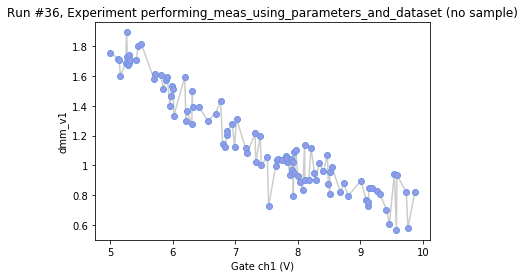 Run #36, Experiment performing_meas_using_parameters_and_dataset (no sample)
dmm_v1
1.8
1.6
1.4
1.2
1
0.8
0.6
5 6 7 8 9 10
Gate ch1 (V)